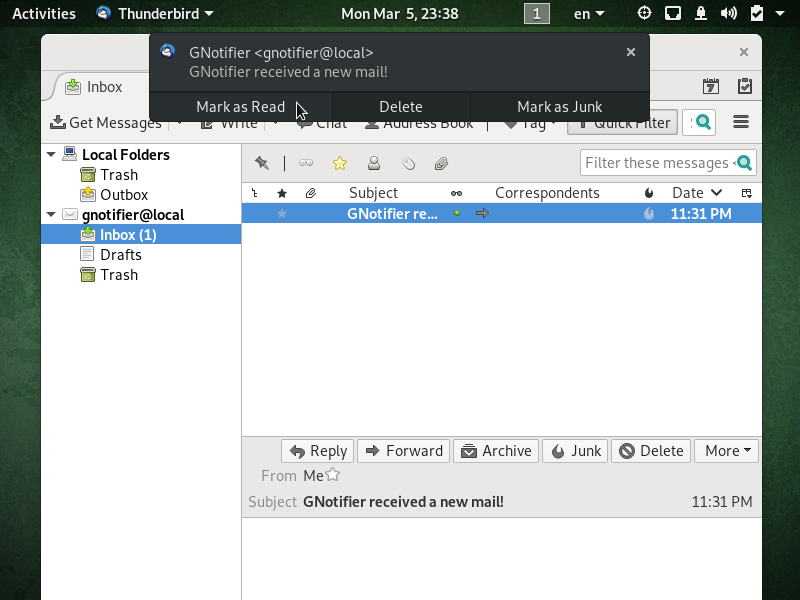 Activities Thunderbird Mon Mar 5, 23:38 1 en
GNotifier <gnotifier@local>
GNotifier received a new mail!
Mark as Read Delete Mark as Junk
Inbox
7
Get Messages Write Chat Address Book Tag Quick Filter
Local Folders
Trash
Outbox
gnotifier@local
Inbox (1)
Drafts
Trash
Filter these messages
Subject Correspondents Date
GNotifier re... 11:31 PM
Reply Forward Archive Junk Delete More
From Me
Subject GNotifier received a new mail! 11:31 PM